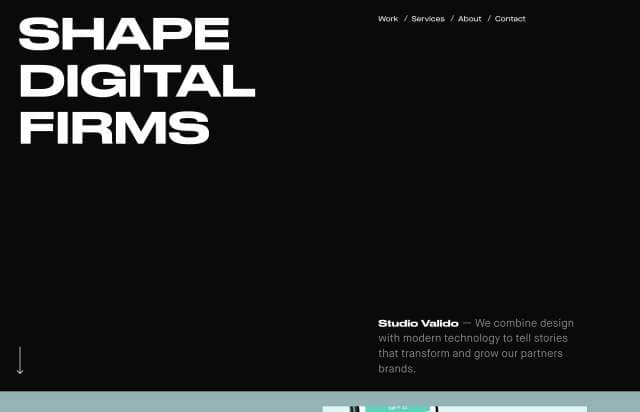 SHAPE
DIGITAL
FIRMS
Work / Services / About / Contact
Studio Valido — We combine design
with modern technology to tell stories
that transform and grow our partners
brands.